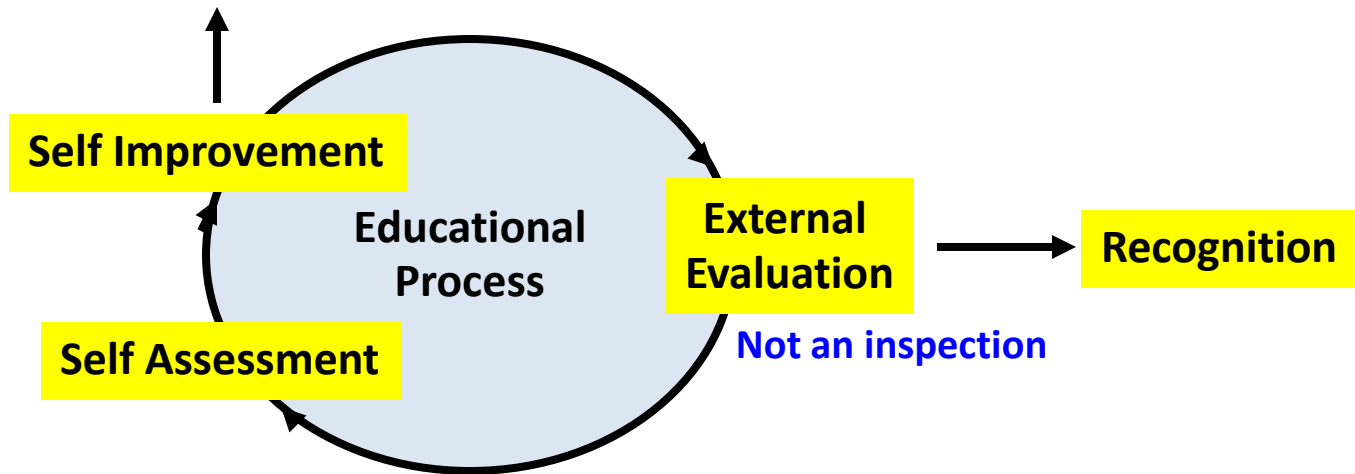 Self Improvement
Educational
Process
External
Evaluation
Recognition
Not an inspection
Self Assessment